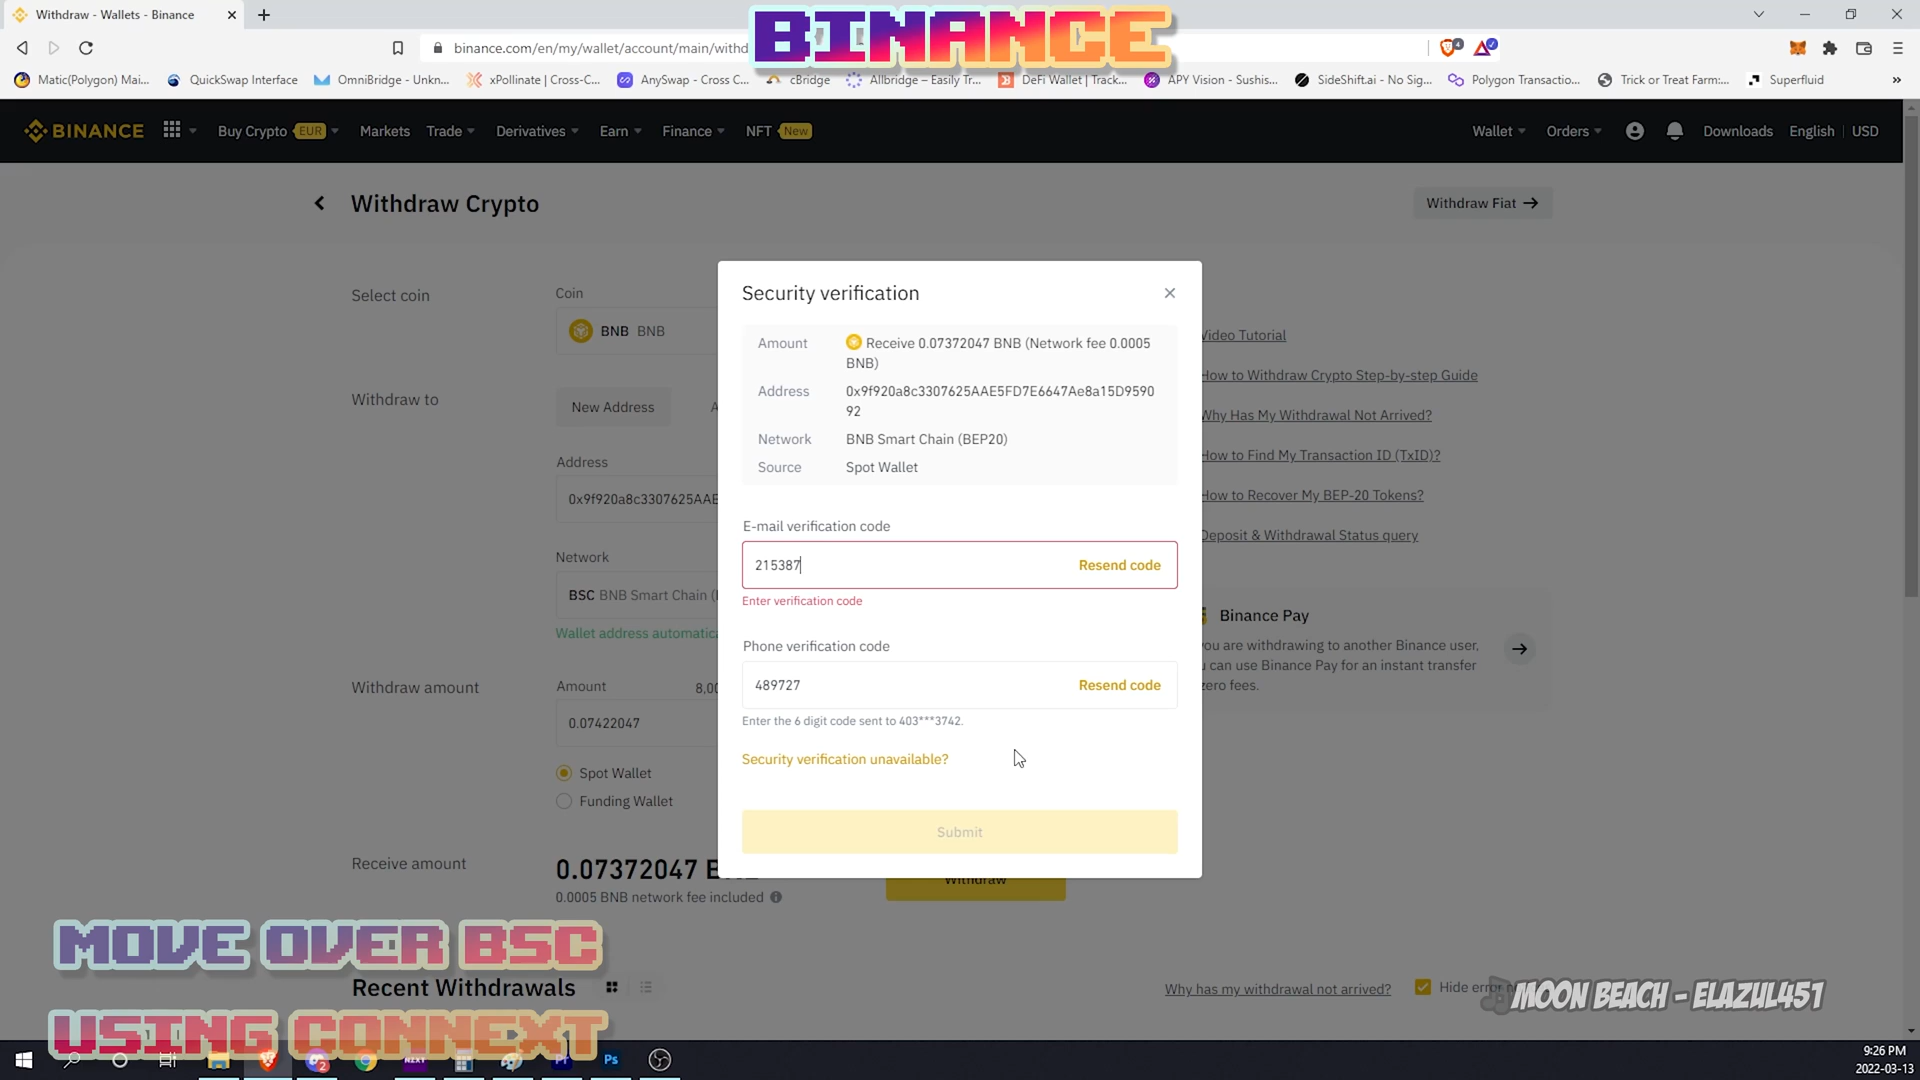 Withdraw - Wallets - Binance
BINANCE
binance.com/en/my/wallet/account/main/withd
4
Matic(Polygon) Mai...
QuickSwap Interface
OmniBridge - Unkn...
xPollinate | Cross-C...
AnySwap - Cross C...
cBridge
Allbridge – Easily Tr...
DeFi Wallet | Track...
APY Vision - Sushis...
SideShift.ai - No Sig...
Polygon Transactio...
Trick or Treat Farm:...
Superfluid
BINANCE
Buy Crypto EUR
Markets
Trade
Derivatives
Earn
Finance
NFT New
Wallet
Orders
Downloads
English
USD
Withdraw Crypto
Withdraw Fiat
Select coin
Coin
BNB BNB
Withdraw to
New Address
A
Address
0x9f920a8c3307625AAE
Network
BSC BNB Smart Chain (
Wallet address automatica
Withdraw amount
Amount
8,00
0.07422047
Spot Wallet
Funding Wallet
Receive amount
0.07372047
0.0005 BNB network fee included
Withdraw
Security verification
Amount
Receive 0.07372047 BNB (Network fee 0.0005
BNB)
Address
0x9f920a8c3307625AAE5FD7E6647Ae8a15D9590
92
Network
BNB Smart Chain (BEP20)
Source
Spot Wallet
E-mail verification code
215387
Resend code
Enter verification code
Phone verification code
489727
Resend code
Enter the 6 digit code sent to 403***3742.
Security verification unavailable?
Submit
Video Tutorial
How to Withdraw Crypto Step-by-step Guide
Why Has My Withdrawal Not Arrived?
How to Find My Transaction ID (TxID)?
How to Recover My BEP-20 Tokens?
Deposit & Withdrawal Status query
Binance Pay
you are withdrawing to another Binance user,
can use Binance Pay for an instant transfer
zero fees.
MOVE OVER BSC
USING CONNEXT
Recent Withdrawals
Why has my withdrawal not arrived?
Hide
MOON BEACH - ELAZUL451
2
NZXT
Pr
Ps
9:26 PM
2022-03-13